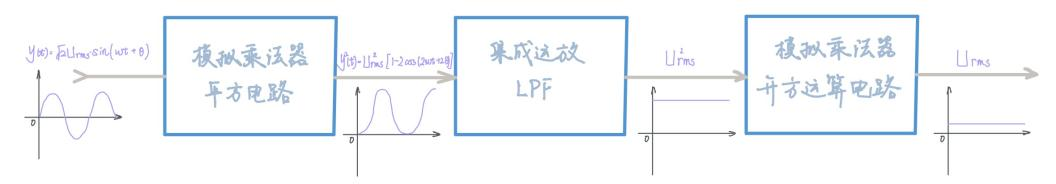 y(t)=√2Urms·sin(wt+θ)
模拟乘法器
平方电路
y²(t)=U²rms[1-2cos(2wt+2θ)]
集成运放
LPF
U²rms
模拟乘法器
开方运算电路
Urms
0
0
0
0